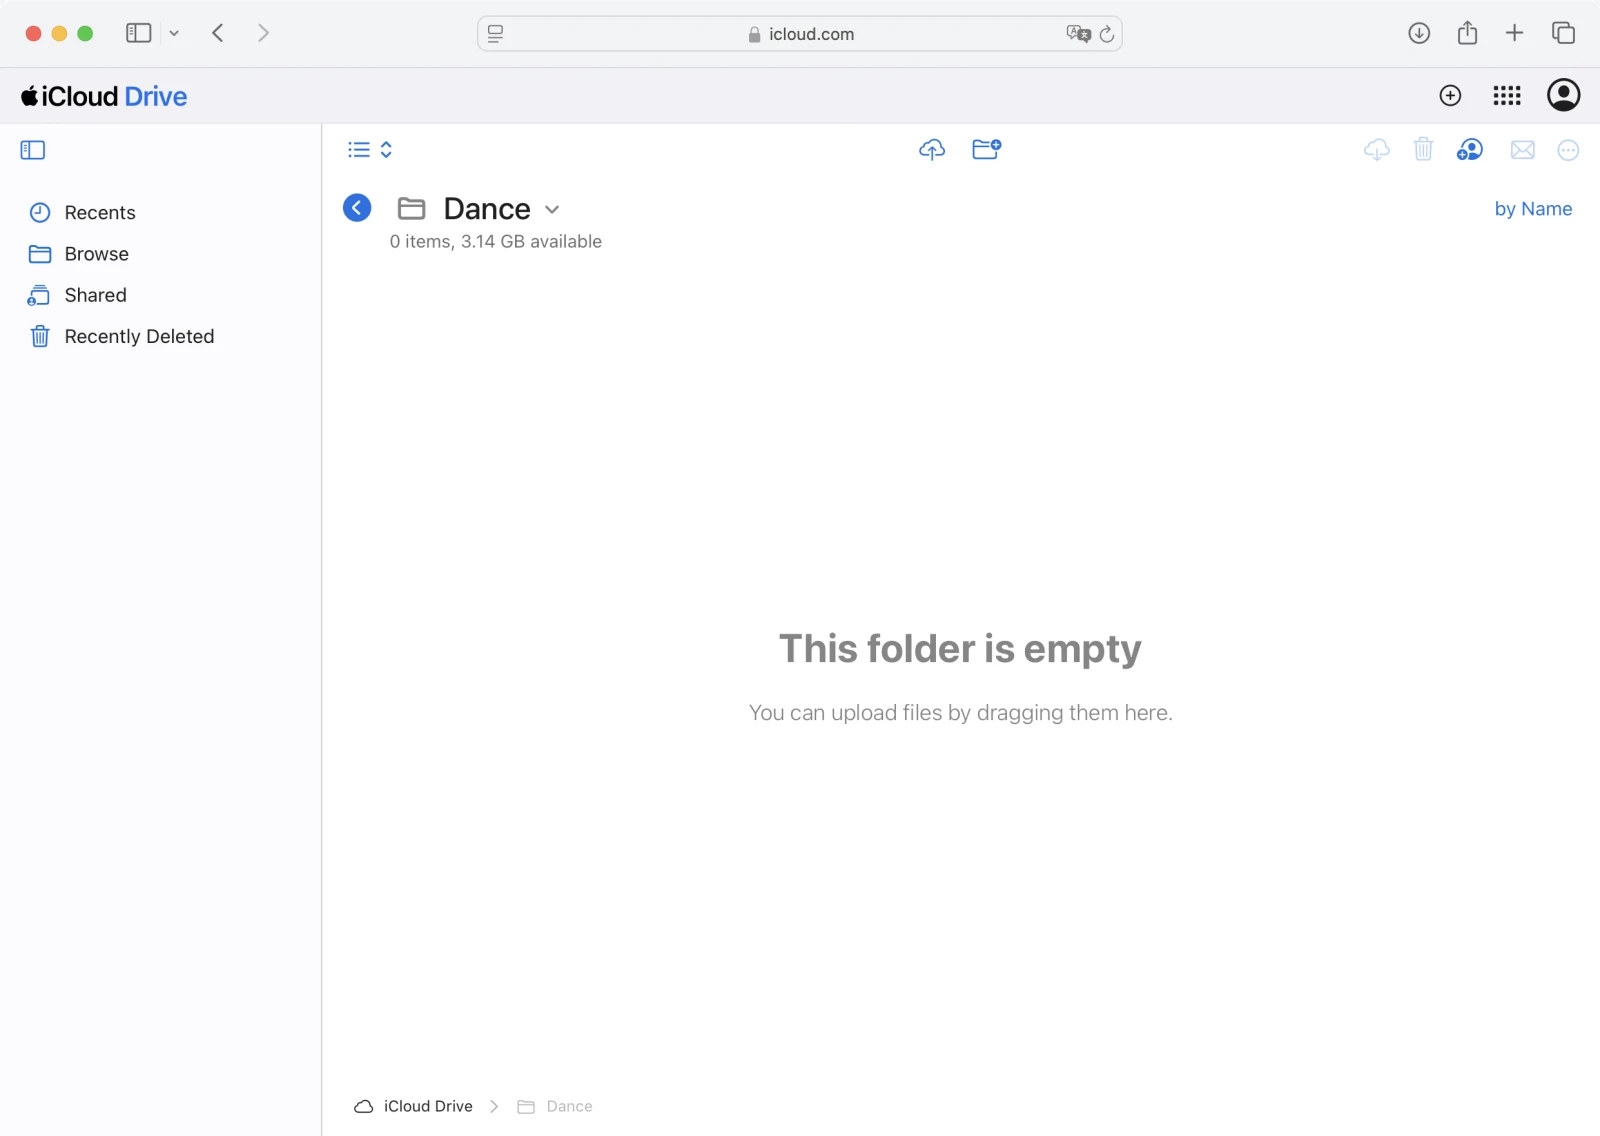 icloud.com
iCloud Drive
Recents
Browse
Shared
Recently Deleted
Dance
by Name
0 items, 3.14 GB available
This folder is empty
You can upload files by dragging them here.
iCloud Drive
Dance